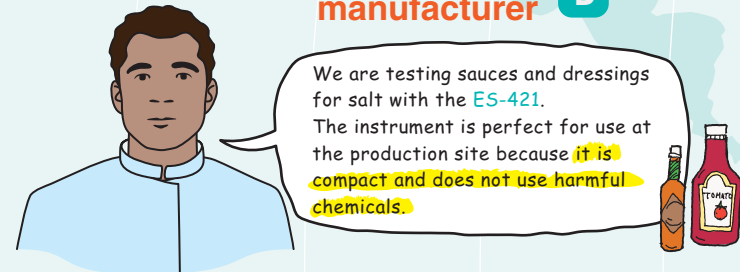 manufacturer
We are testing sauces and dressings
for salt with the ES-421.
The instrument is perfect for use at
the production site because it is
compact and does not use harmful
chemicals.
TOMATO